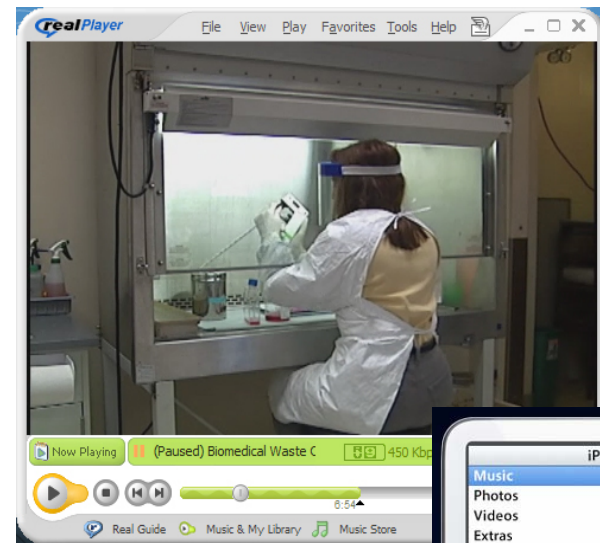 realPlayer File View Play Favorites Tools Help
Now Playing (Paused) Biomedical Waste C 450 Kbp
6:54
Real Guide Music & My Library Music Store
iP
Music
Photos
Videos
Extras